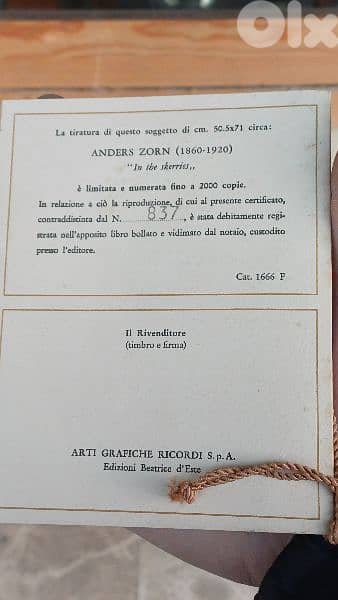 Olx
La tiratura di questo soggetto di cm. 50.5x71 circa:
ANDERS ZORN (1860-1920)
"In the skerries„
è limitata e numerata fino a 2000 copie.
In relazione a ciò la riproduzione, di cui al presente certificato,
contraddistinta dal N. 837, è stata debitamente regi-
strata nell'apposito libro bollato e vidimato dal notaio, custodito
presso l'editore.
Cat. 1666 F
Il Rivenditore
(timbro e firma)
ARTI GRAFICHE RICORDI S.p.A.
Edizioni Beatrice d'Este